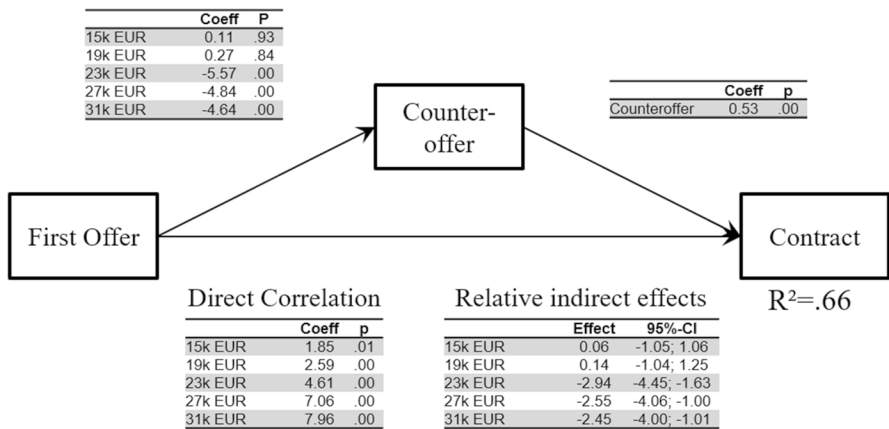 Coeff P
15k EUR 0.11 .93
19k EUR 0.27 .84
23k EUR -5.57 .00
27k EUR -4.84 .00
31k EUR -4.64 .00
Counter-
offer
Coeff p
Counteroffer 0.53 .00
First Offer
Contract
R²=.66
Direct Correlation
Coeff p
15k EUR 1.85 .01
19k EUR 2.59 .00
23k EUR 4.61 .00
27k EUR 7.06 .00
31k EUR 7.96 .00
Relative indirect effects
Effect 95%-CI
15k EUR 0.06 -1.05; 1.06
19k EUR 0.14 -1.04; 1.25
23k EUR -2.94 -4.45; -1.63
27k EUR -2.55 -4.06; -1.00
31k EUR -2.45 -4.00; -1.01